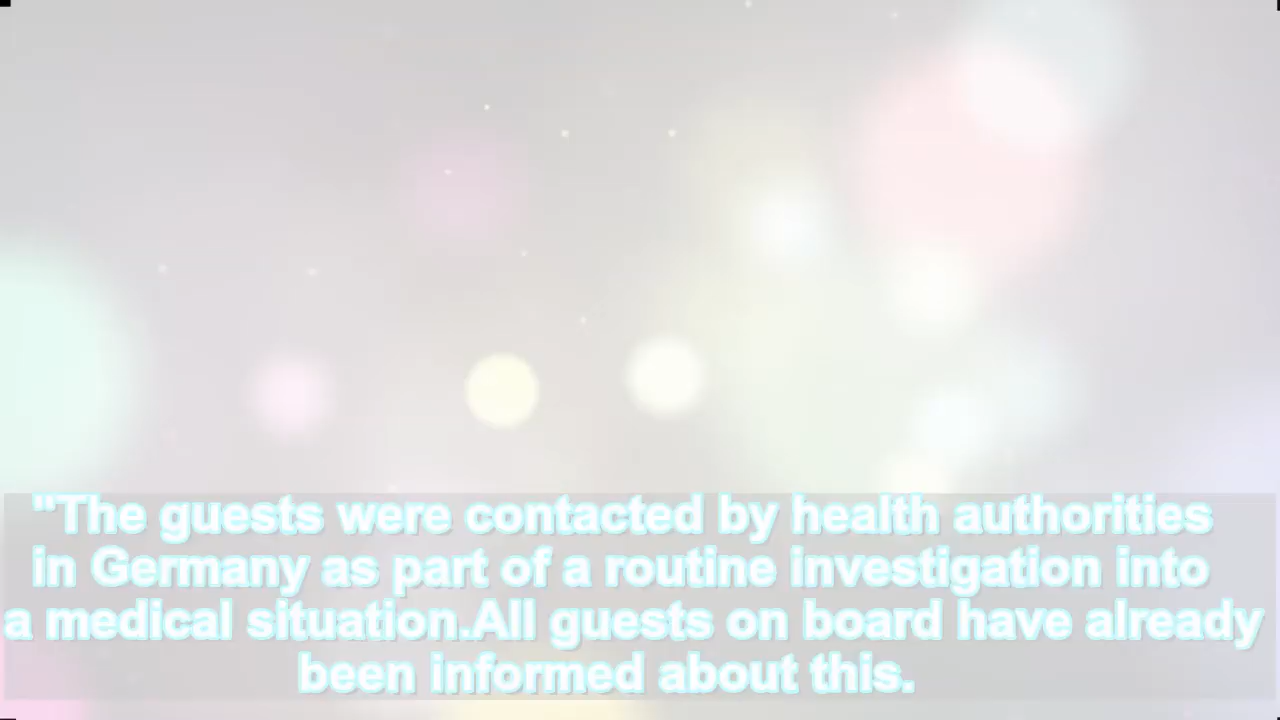 "The guests were contacted by health authorities
in Germany as part of a routine investigation into
a medical situation.All guests on board have already
been informed about this.